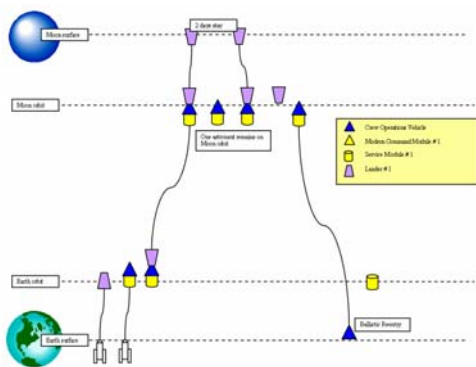 2 days stay
Moon surface
Moon orbit
One astronaut remains on
Moon orbit
Crew Operations Vehicle
Modron Command Module # 1
Service Module # 1
Lander # 1
Earth orbit
Ballistic Reentry
Earth surface